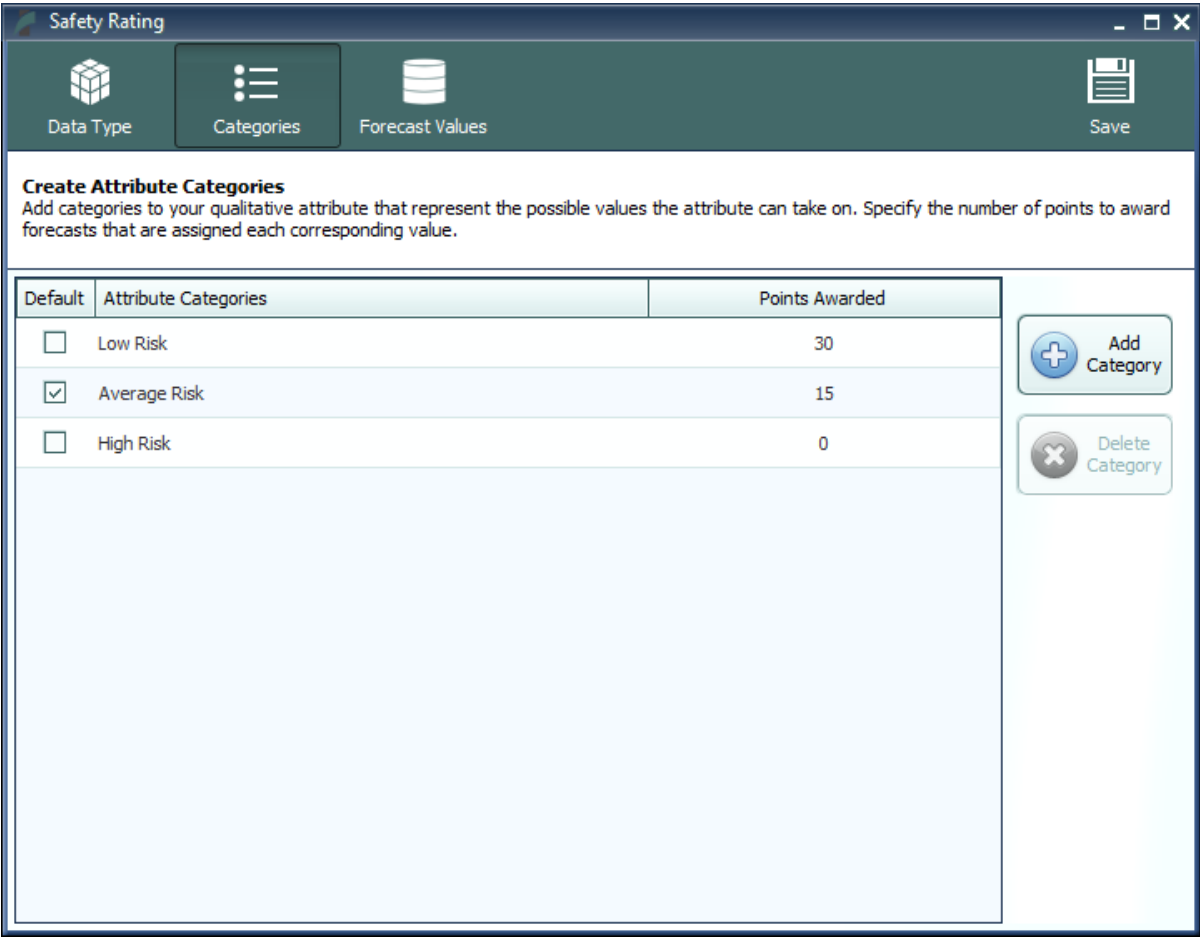 Safety Rating
Data Type
Categories
Forecast Values
Save
Create Attribute Categories
Add categories to your qualitative attribute that represent the possible values the attribute can take on. Specify the number of points to award
forecasts that are assigned each corresponding value.
Default Attribute Categories Points Awarded
Low Risk 30
Average Risk 15
High Risk 0
Add
Category
Delete
Category